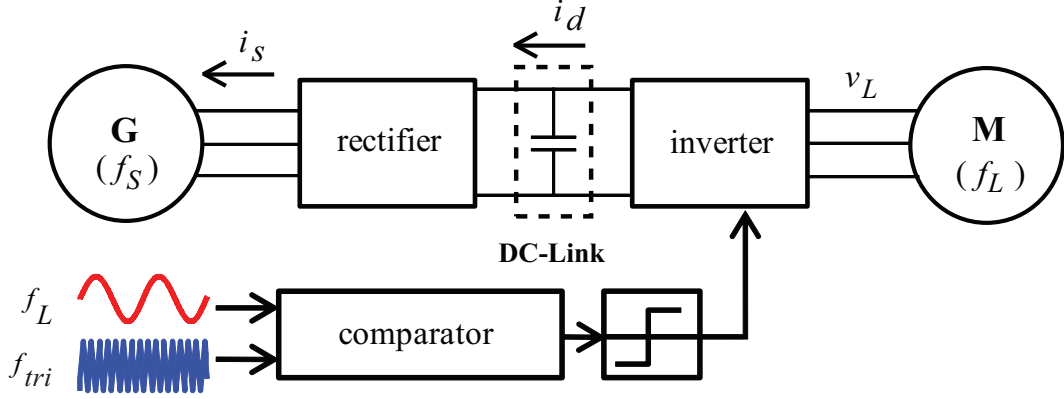 i_s
i_d
G
(f_S)
rectifier
inverter
v_L
M
(f_L)
DC-Link
f_L
f_tri
comparator